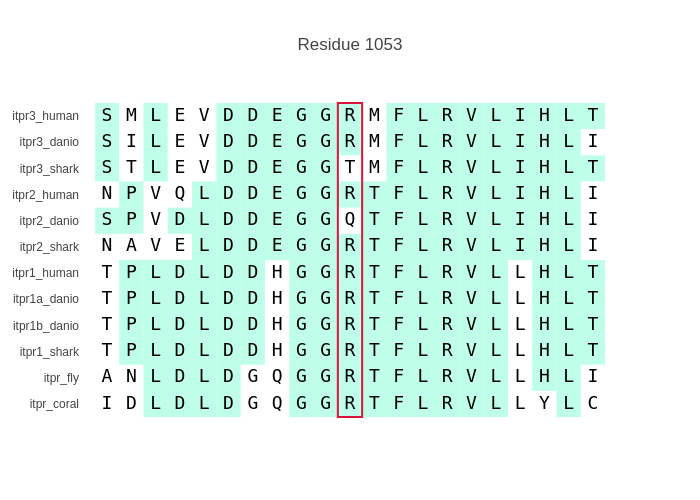 Residue 1053
itpr3_human S M L E V D D E G G R M F L R V L I H L T
itpr3_danio S I L E V D D E G G R M F L R V L I H L I
itpr3_shark S T L E V D D E G G T M F L R V L I H L T
itpr2_human N P V Q L D D E G G R T F L R V L I H L I
itpr2_danio S P V D L D D E G G Q T F L R V L I H L I
itpr2_shark N A V E L D D E G G R T F L R V L I H L I
itpr1_human T P L D L D D H G G R T F L R V L L H L T
itpr1a_danio T P L D L D D H G G R T F L R V L L H L T
itpr1b_danio T P L D L D D H G G R T F L R V L L H L T
itpr1_shark T P L D L D D H G G R T F L R V L L H L T
itpr_fly A N L D L D G Q G G R T F L R V L L H L I
itpr_coral I D L D L D G Q G G R T F L R V L L Y L C